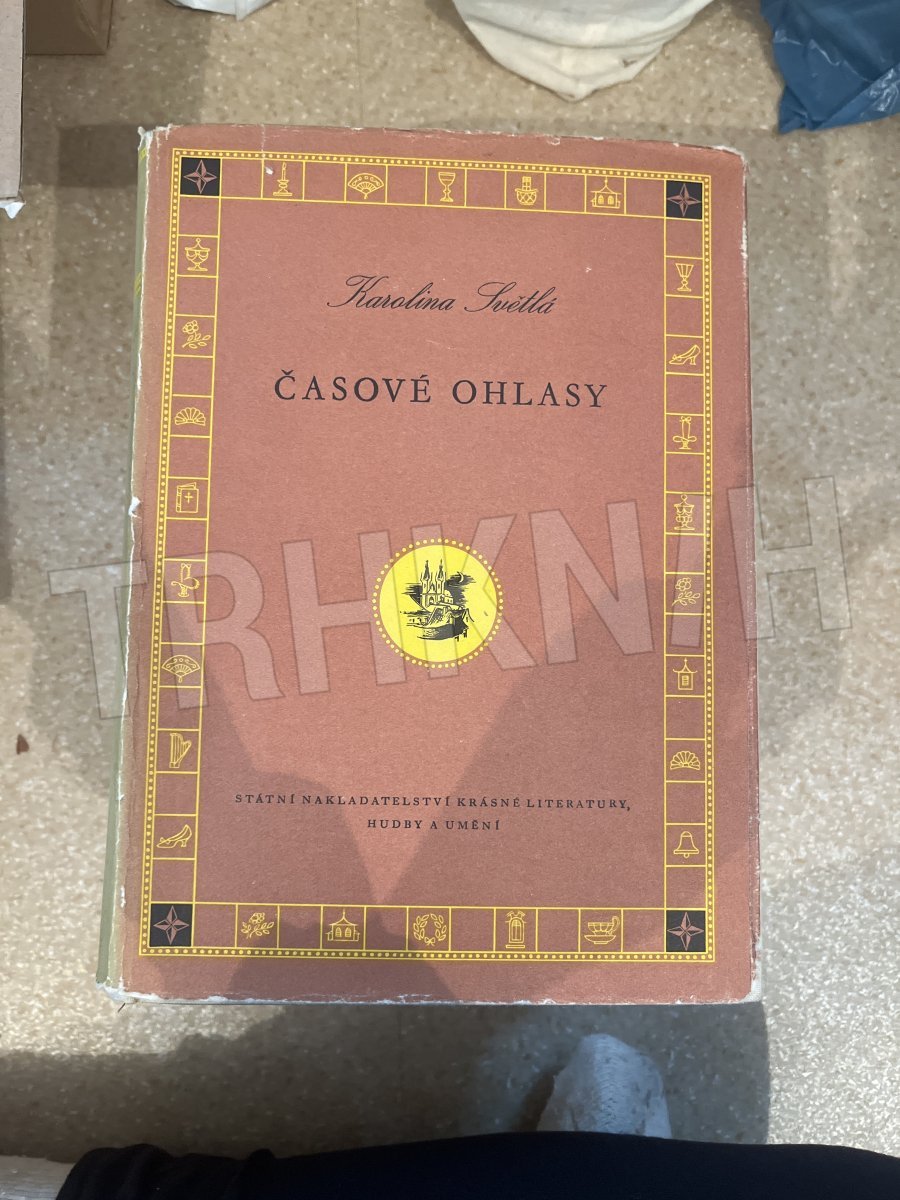 Karolina Světlá
ČASOVÉ OHLASY
TRHKNIH
STÁTNÍ NAKLADATELSTVÍ KRÁSNÉ LITERATURY,
HUDBY A UMĚNÍ